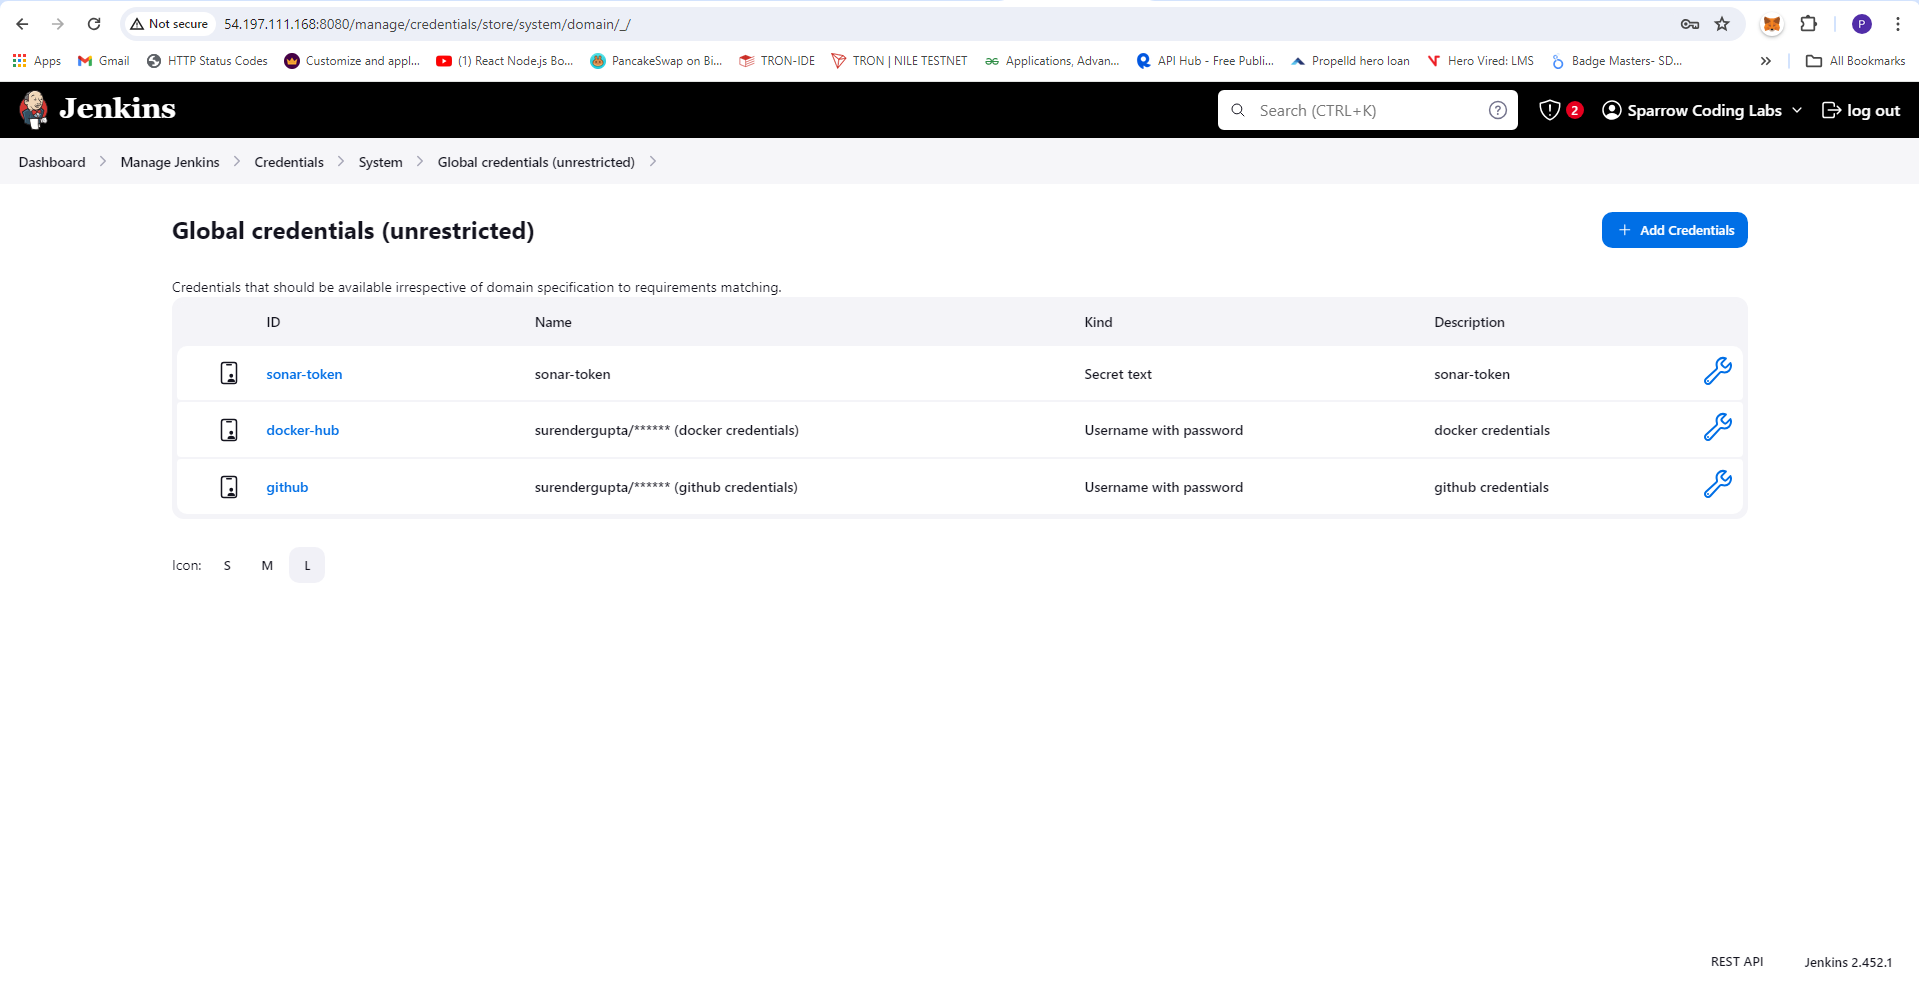 Not secure 54.197.111.168:8080/manage/credentials/store/system/domain/_/ P
Apps Gmail HTTP Status Codes Customize and appl... (1) React Node.js Bo... PancakeSwap on Bi... TRON-IDE TRON | NILE TESTNET Applications, Advan... API Hub - Free Publi... Propelld hero loan Hero Vired: LMS Badge Masters- SD... » All Bookmarks
Jenkins Search (CTRL+K) ? 2 Sparrow Coding Labs log out
Dashboard > Manage Jenkins > Credentials > System > Global credentials (unrestricted) >
Global credentials (unrestricted) + Add Credentials
Credentials that should be available irrespective of domain specification to requirements matching.
ID Name Kind Description
sonar-token sonar-token Secret text sonar-token
docker-hub surendergupta/****** (docker credentials) Username with password docker credentials
github surendergupta/****** (github credentials) Username with password github credentials
Icon: S M L
REST API Jenkins 2.452.1